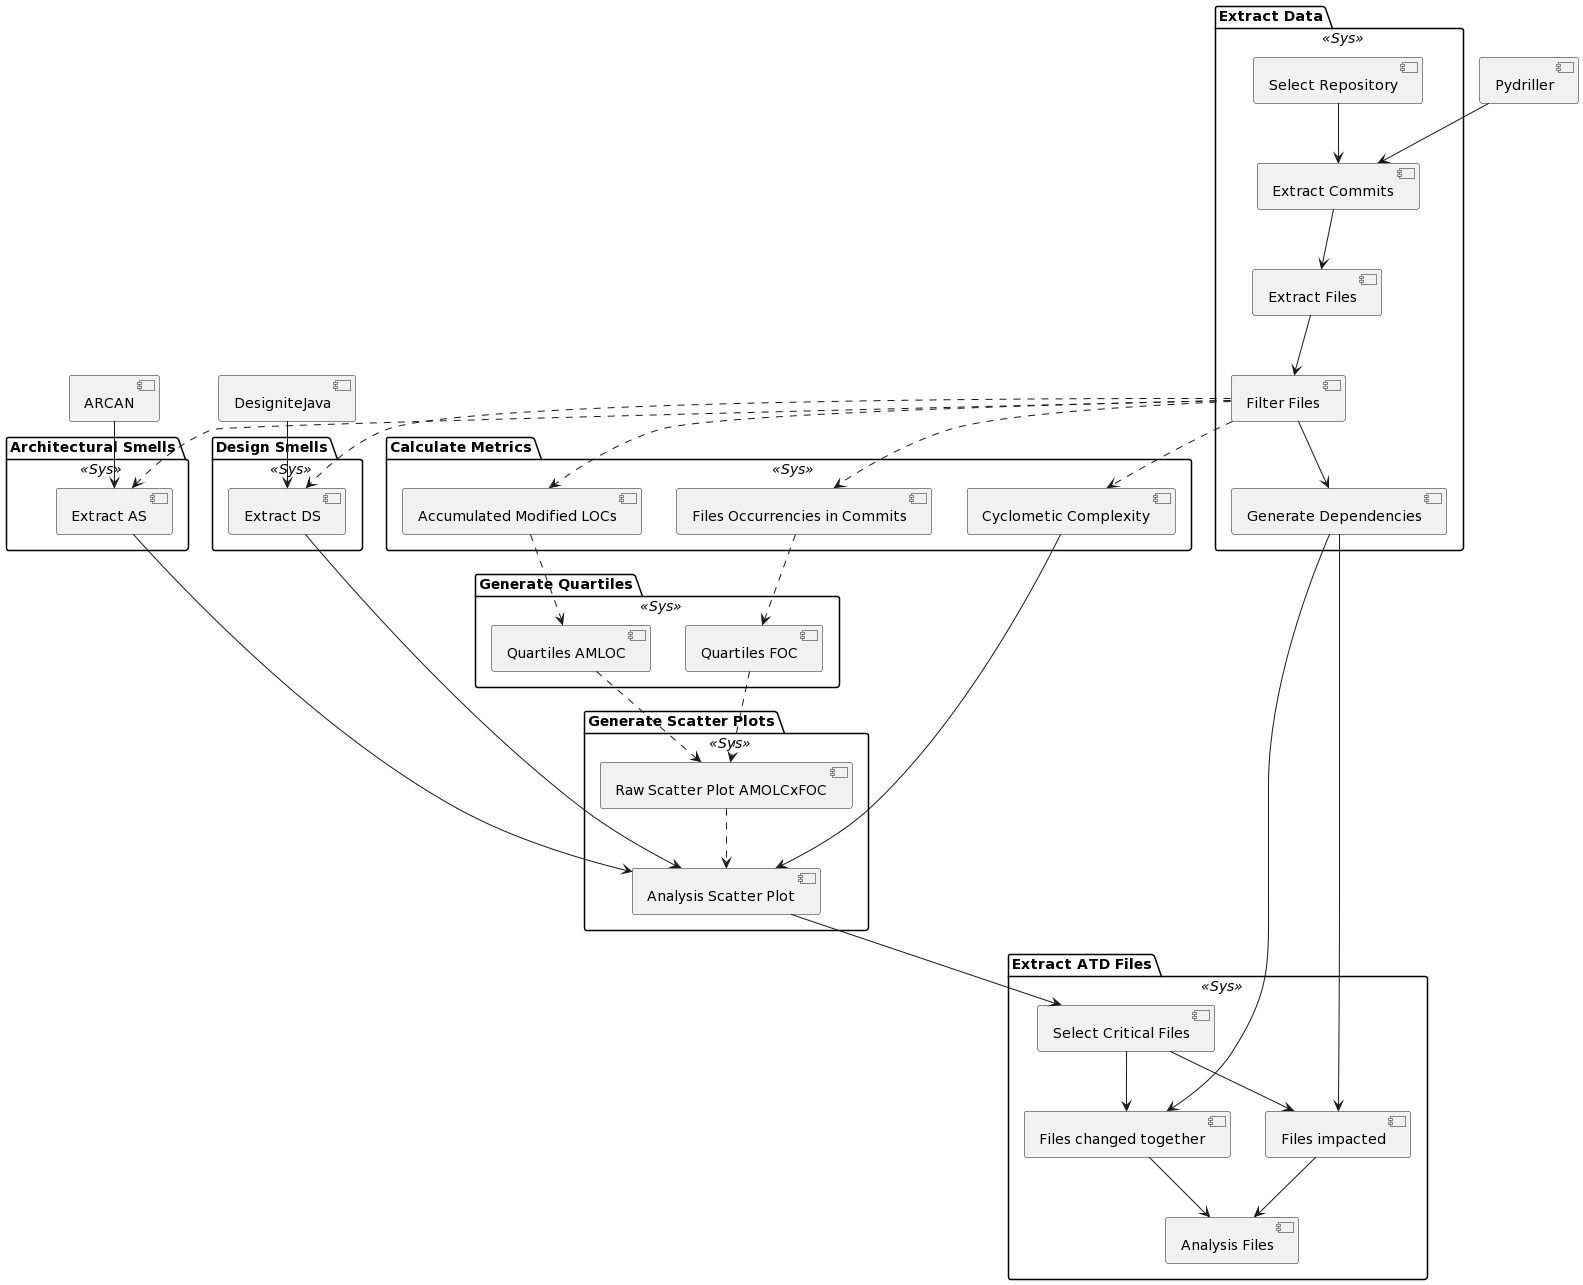 Extract Data
«Sys»
Select Repository
Pydriller
Extract Commits
Extract Files
ARCAN
DesigniteJava
Filter Files
Architectural Smells
«Sys»
Extract AS
Design Smells
«Sys»
Extract DS
Calculate Metrics
«Sys»
Accumulated Modified LOCs
Files Occurrencies in Commits
Cyclometic Complexity
Generate Dependencies
Generate Quartiles
«Sys»
Quartiles AMLOC
Quartiles FOC
Generate Scatter Plots
«Sys»
Raw Scatter Plot AMOLCxFOC
Analysis Scatter Plot
Extract ATD Files
«Sys»
Select Critical Files
Files changed together
Files impacted
Analysis Files